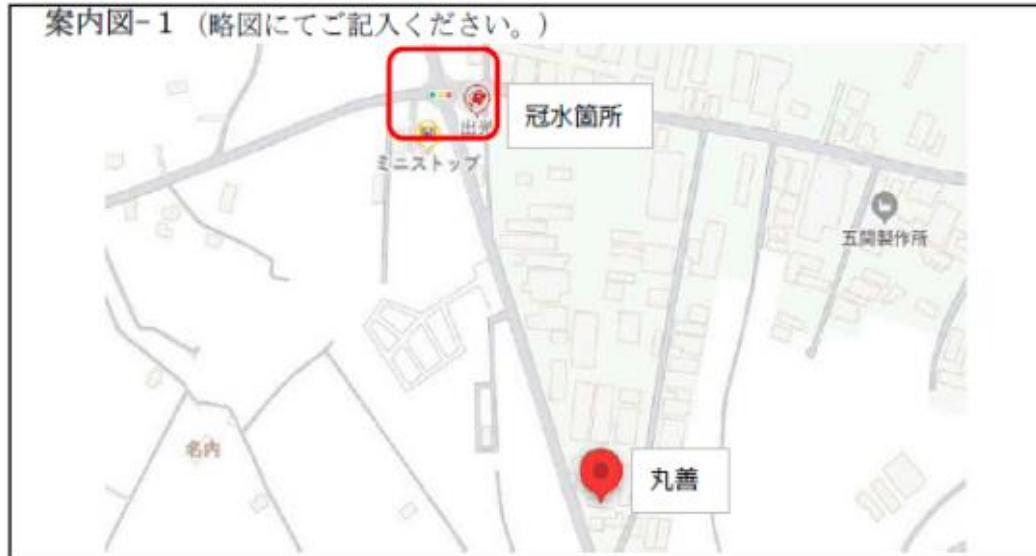 案内図-1 (略図にてご記入ください。)
冠水箇所
出光
ミニストップ
五関製作所
名内
丸善